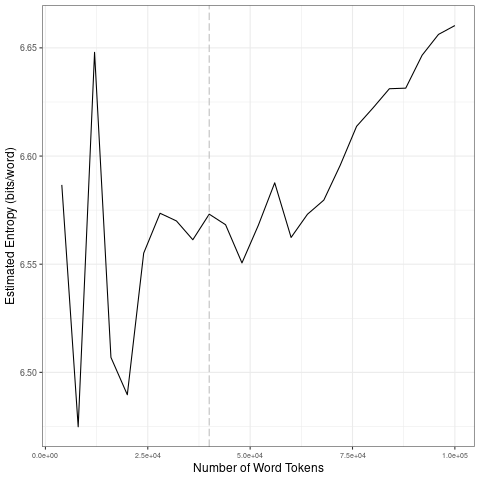 6.65
6.60
6.55
6.50
Estimated Entropy (bits/word)
0.0e+00 2.5e+04 5.0e+04 7.5e+04 1.0e+05
Number of Word Tokens